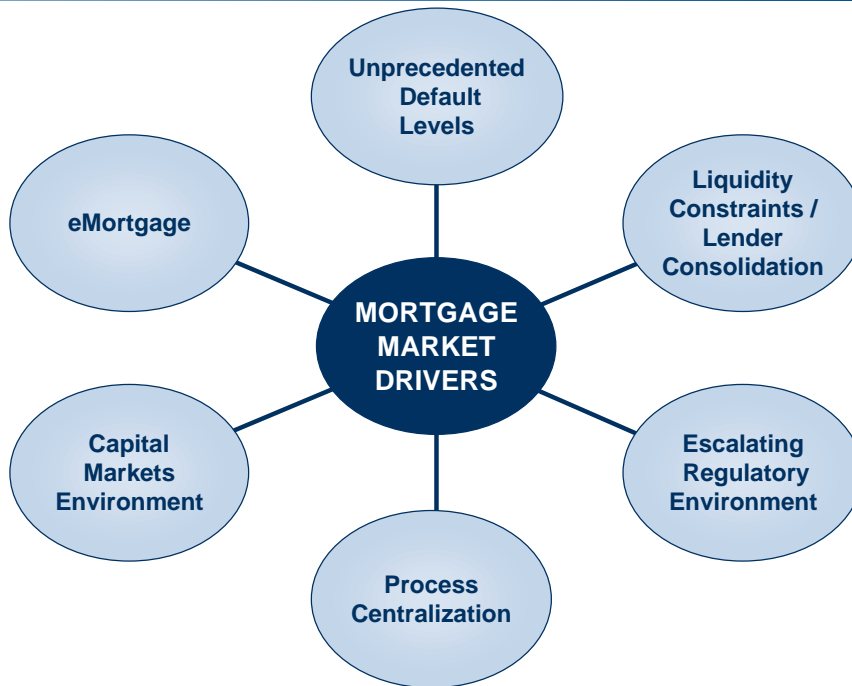 Unprecedented
Default
Levels
eMortgage
Liquidity
Constraints /
Lender
Consolidation
MORTGAGE
MARKET
DRIVERS
Capital
Markets
Environment
Escalating
Regulatory
Environment
Process
Centralization